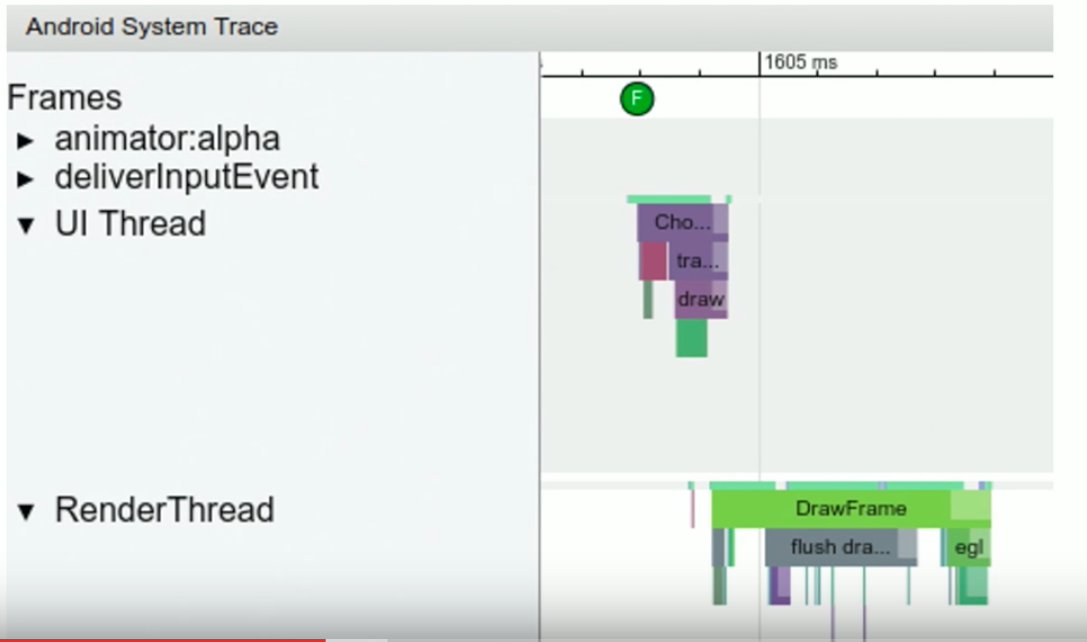 Android System Trace
1605 ms
Frames
F
animator:alpha
deliverInputEvent
UI Thread
Cho...
tra...
draw
RenderThread
DrawFrame
flush dra...
egl